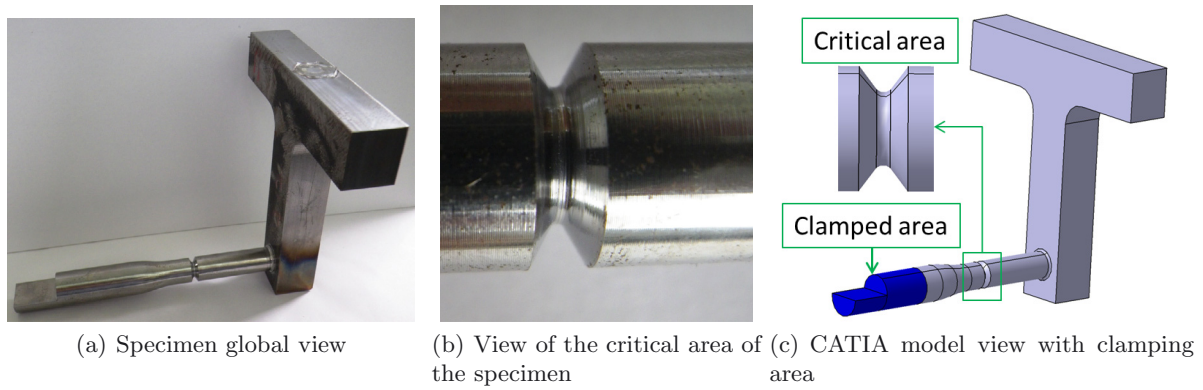 Critical area
Clamped area
(a) Specimen global view
(b) View of the critical area of
the specimen
(c) CATIA model view with clamping
area